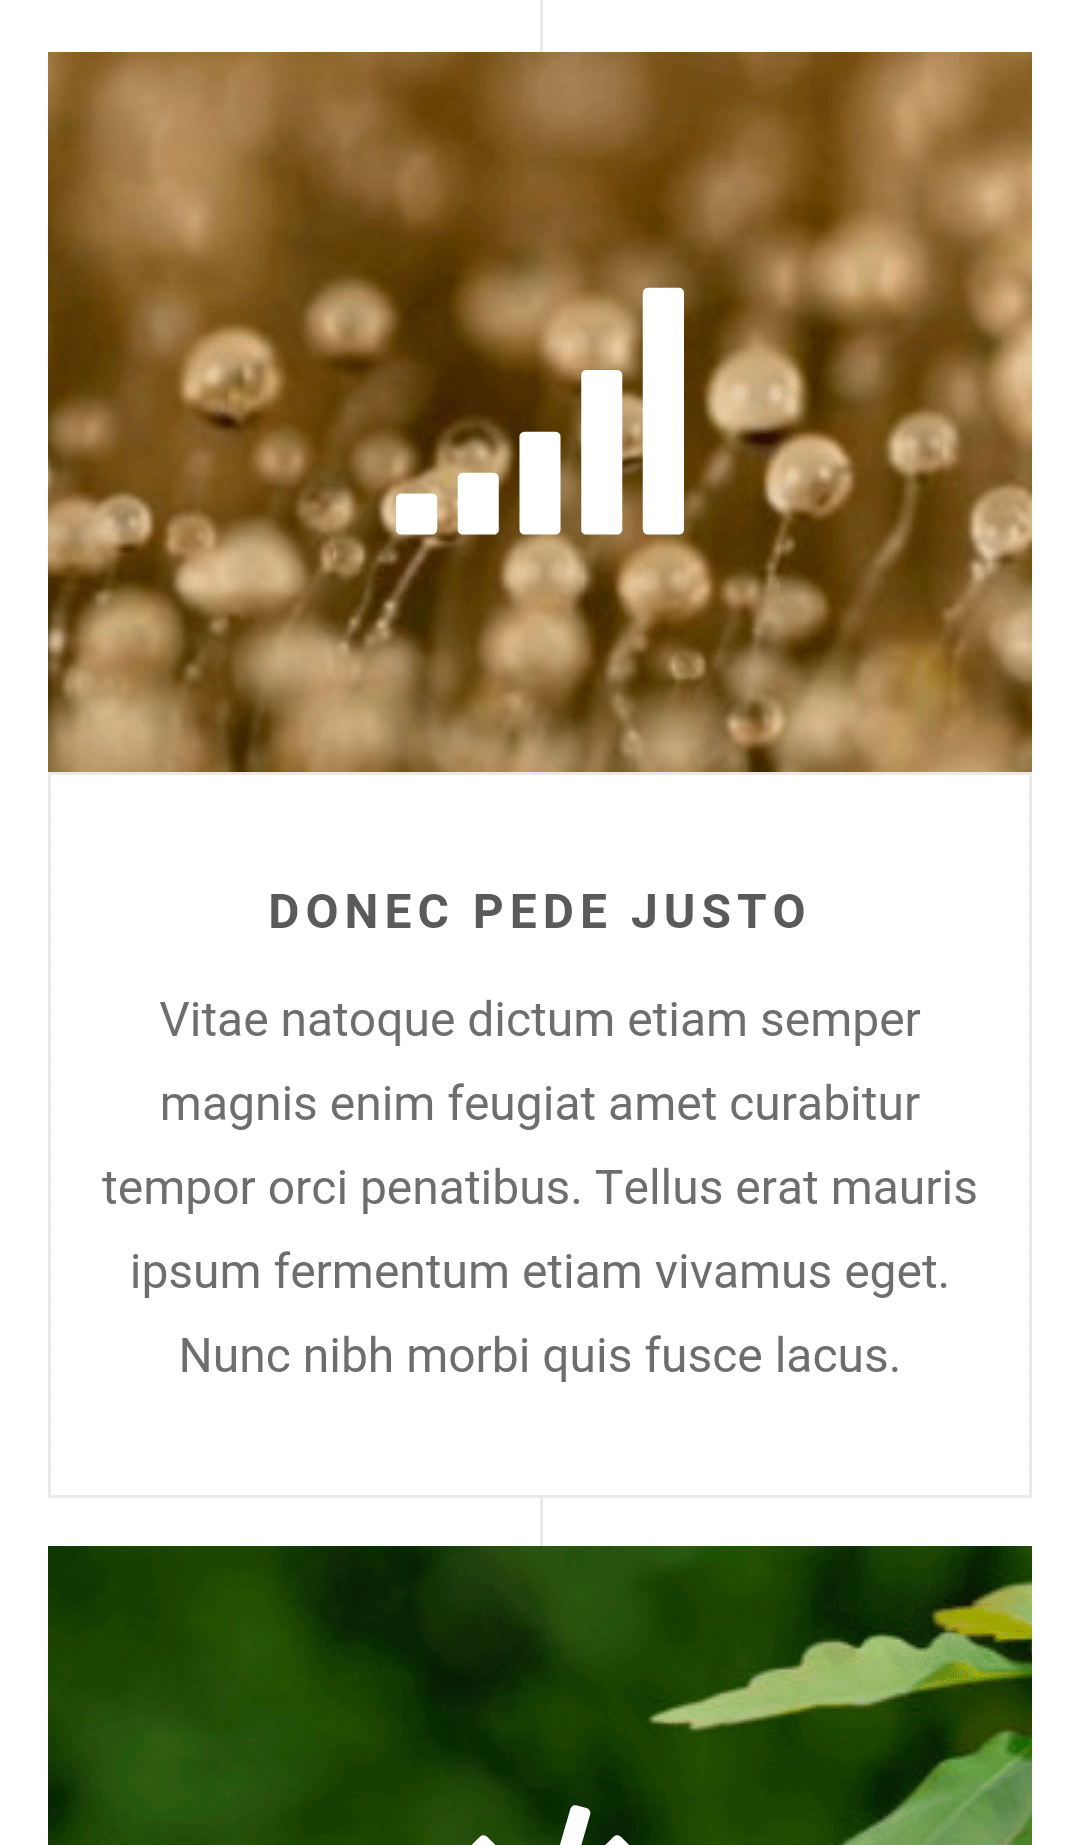 DONEC PEDE JUSTO
Vitae natoque dictum etiam semper
magnis enim feugiat amet curabitur
tempor orci penatibus. Tellus erat mauris
ipsum fermentum etiam vivamus eget.
Nunc nibh morbi quis fusce lacus.